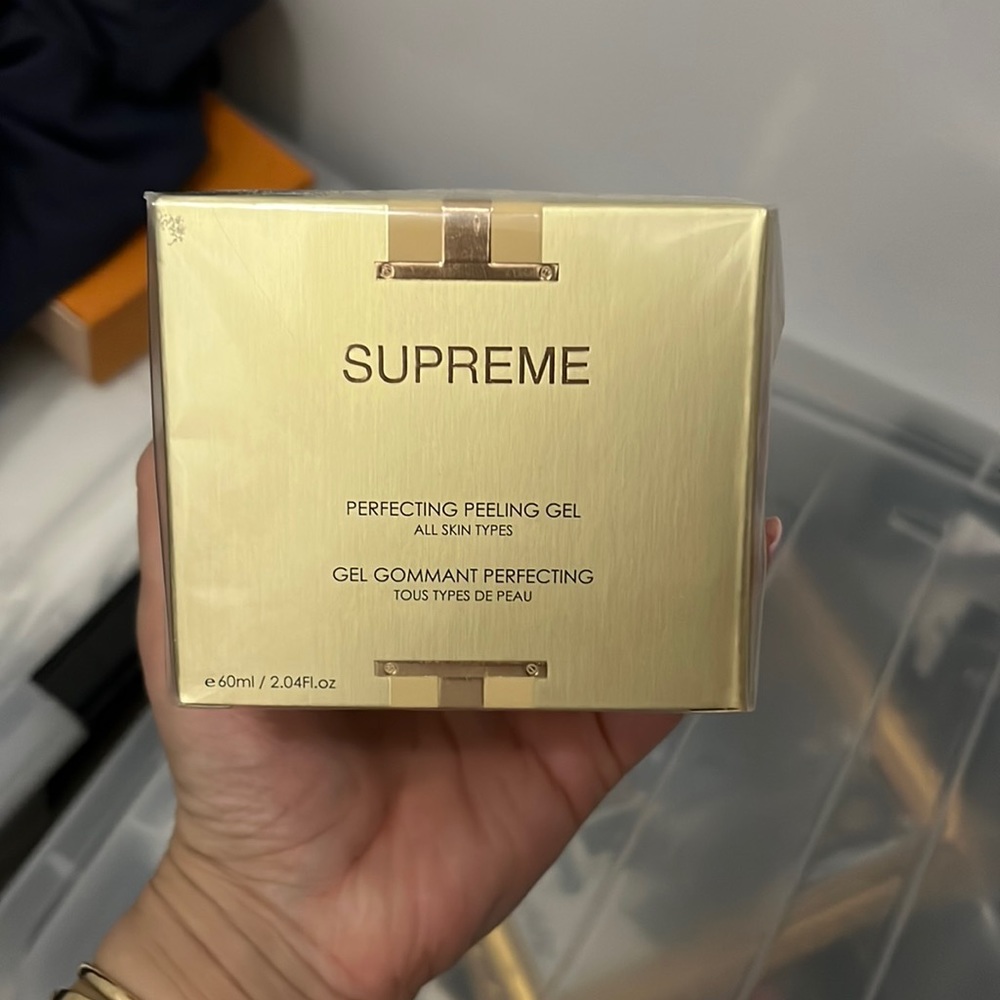 SUPREME
PERFECTING PEELING GEL
ALL SKIN TYPES
GEL GOMMANT PERFECTING
TOUS TYPES DE PEAU
e 60ml / 2.04Fl.oz